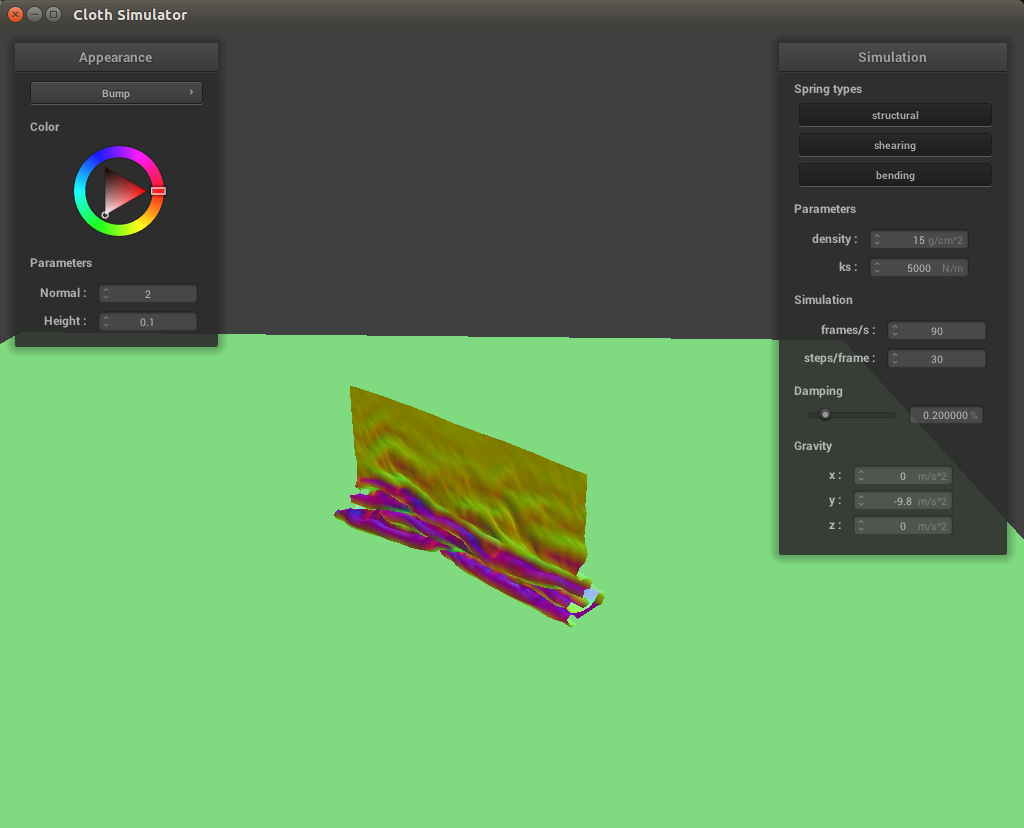 Cloth Simulator
Appearance
Bump
Color
Parameters
Normal : 2
Height : 0.1
Simulation
Spring types
structural
shearing
bending
Parameters
density : 15 g/cm^2
ks : 5000 N/m
Simulation
frames/s : 90
steps/frame : 30
Damping
0.200000 %
Gravity
x : 0 m/s^2
y : -9.8 m/s^2
z : 0 m/s^2